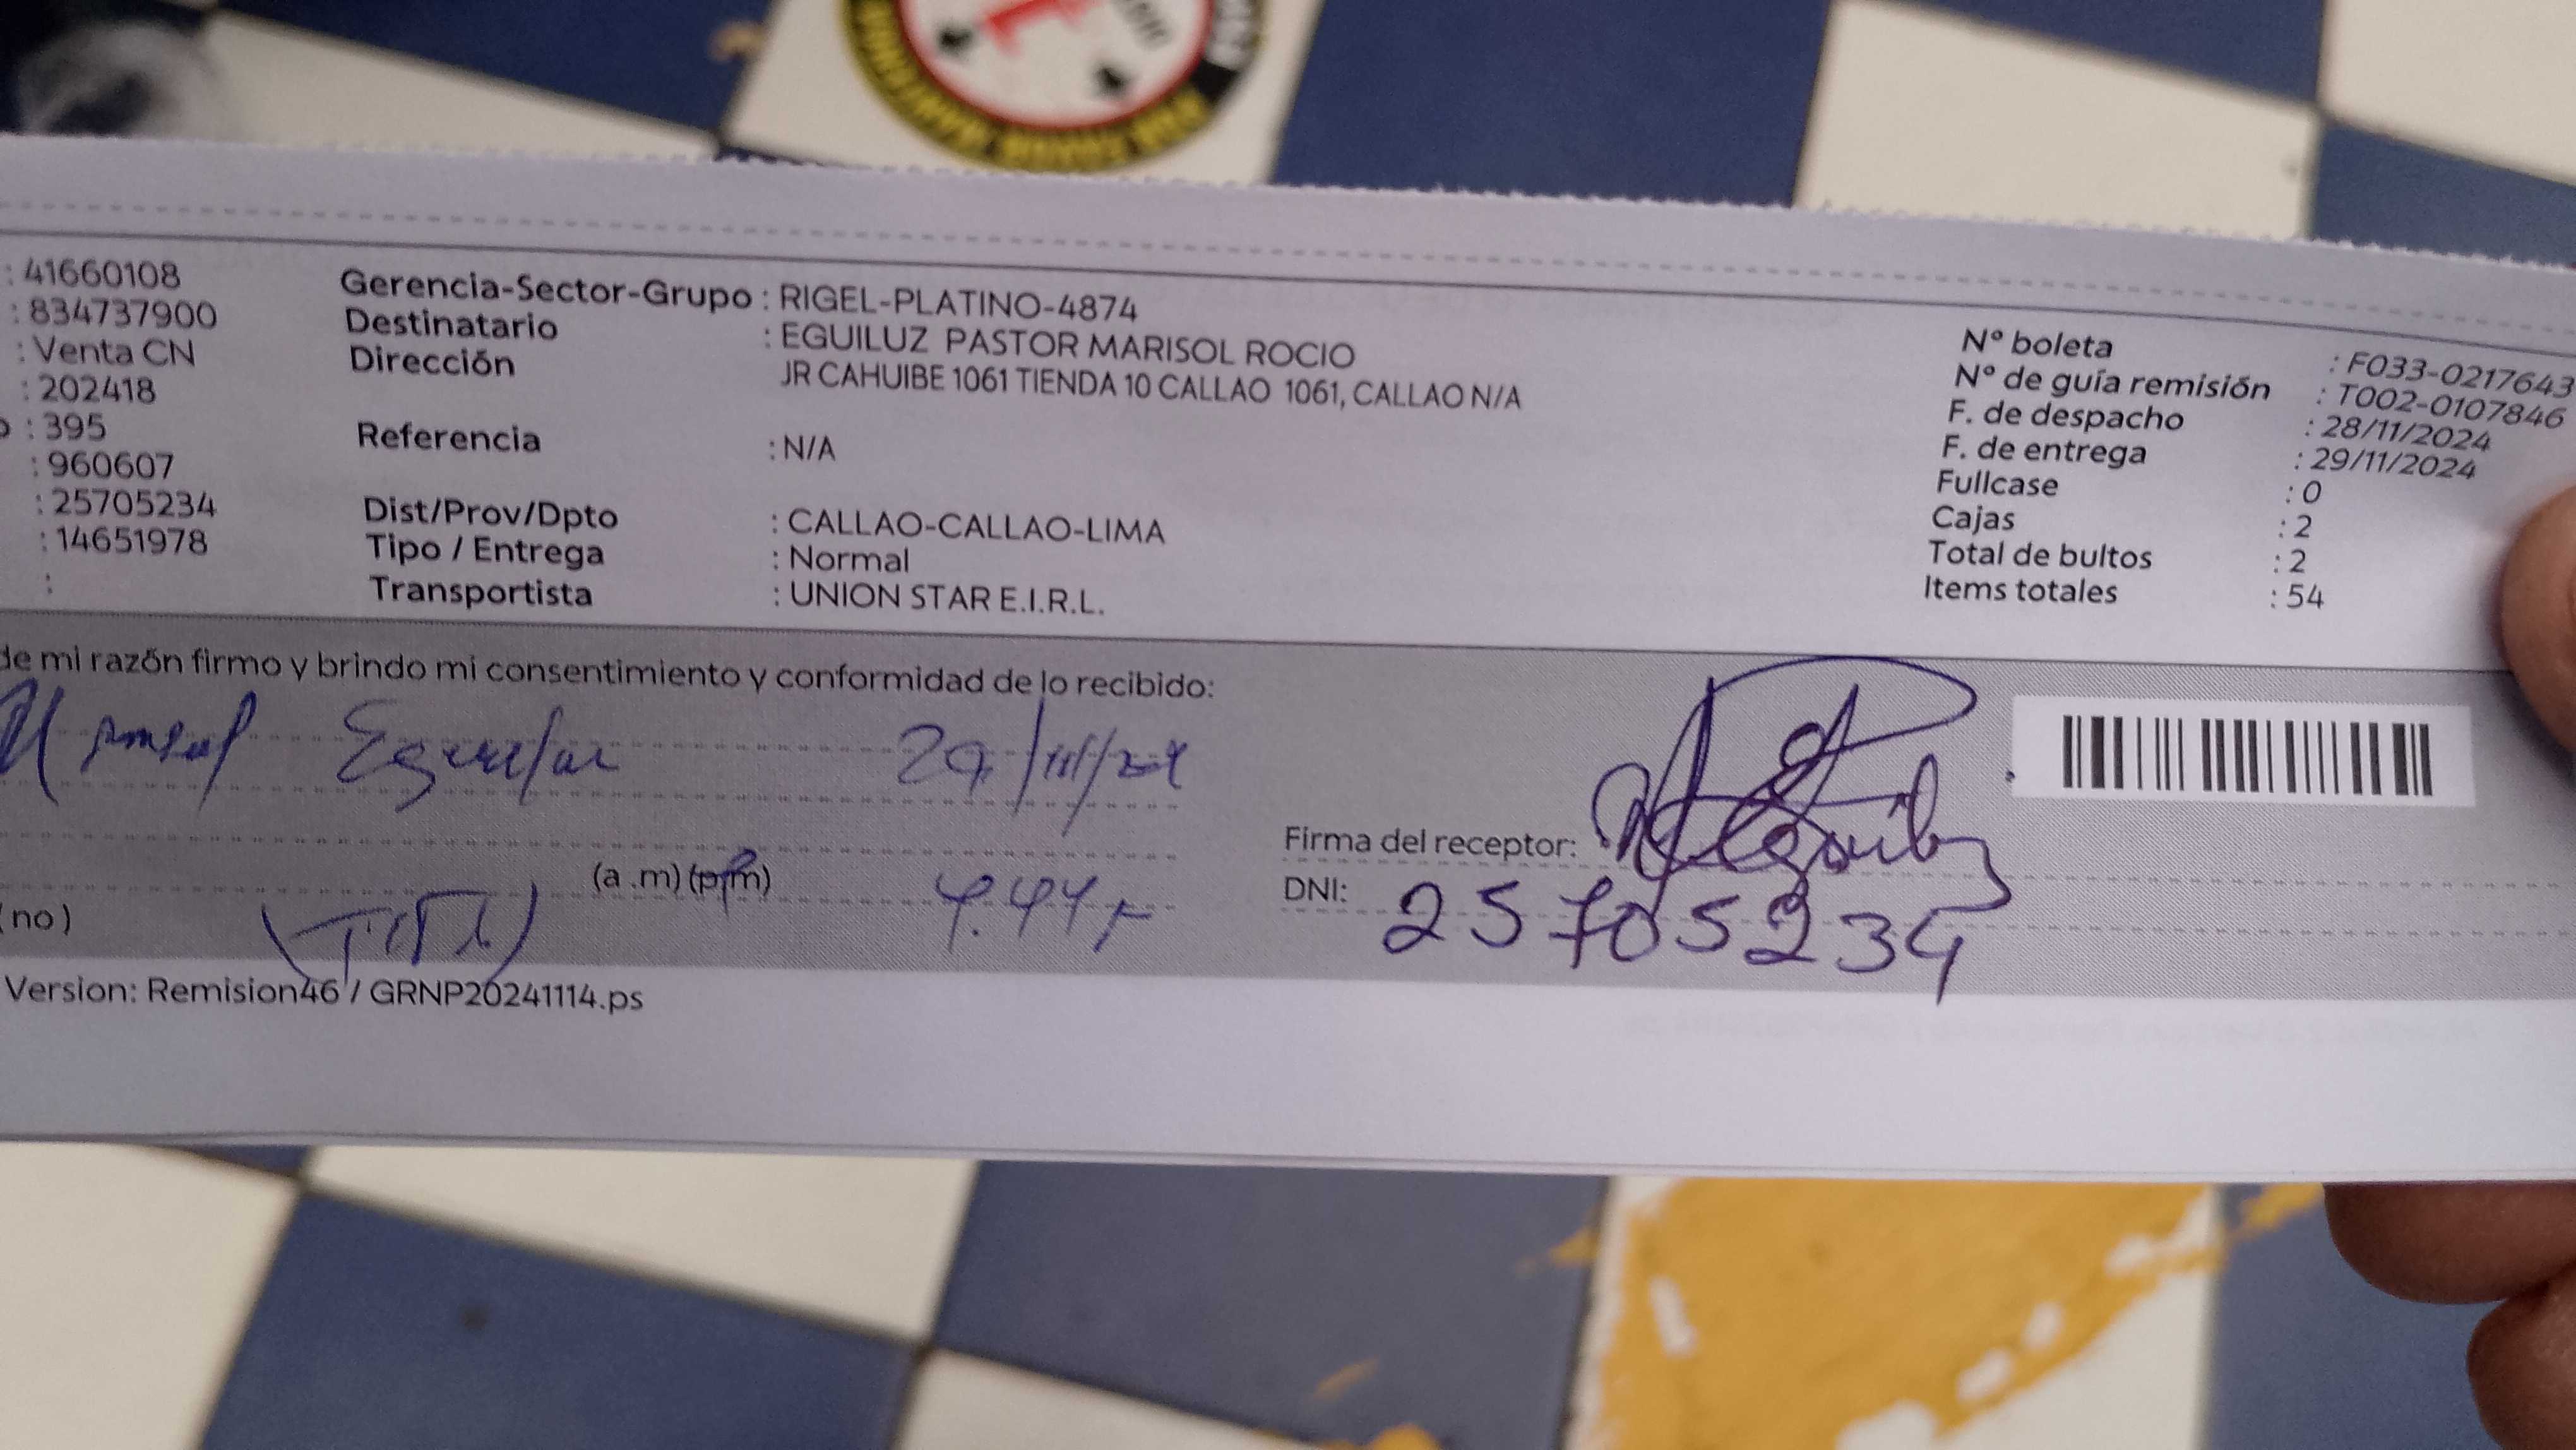 : 41660108
: 834737900
: Venta CN
: 202418
: 395
: 960607
: 25705234
: 14651978
:
Gerencia-Sector-Grupo : RIGEL-PLATINO-4874
Destinatario : EGUILUZ PASTOR MARISOL ROCIO
Dirección JR CAHUIBE 1061 TIENDA 10 CALLAO 1061, CALLAO N/A
Referencia : N/A
Dist/Prov/Dpto : CALLAO-CALLAO-LIMA
Tipo / Entrega : Normal
Transportista : UNION STAR E.I.R.L.
Nº boleta : F033-0217643
Nº de guía remisión : T002-0107846
F. de despacho : 28/11/2024
F. de entrega : 29/11/2024
Fullcase : 0
Cajas : 2
Total de bultos : 2
Items totales : 54
de mi razón firmo y brindo mi consentimiento y conformidad de lo recibido:
29/11/24
Firma del receptor:
(a .m) (p.m) 4.44
DNI: 25705234
(no) (TITL)
Version: Remision46 / GRNP20241114.ps